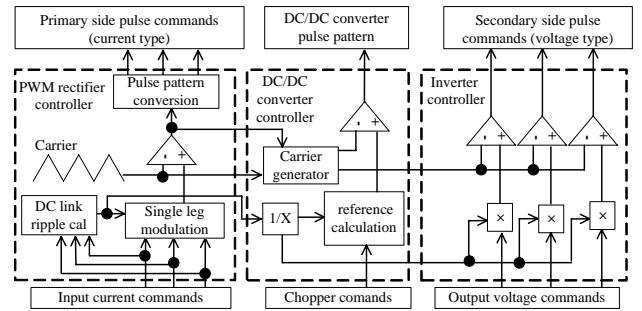 Primary side pulse commands
(current type)
DC/DC converter
pulse pattern
Secondary side pulse
commands (voltage type)
PWM rectifier
controller
Pulse pattern
conversion
DC/DC
converter
controller
Inverter
controller
- +
- +
- +
- +
- +
Carrier
Carrier
generator
DC link
ripple cal
Single leg
modulation
1/X
reference
calculation
×
×
×
Input current commands
Chopper comands
Output voltage commands